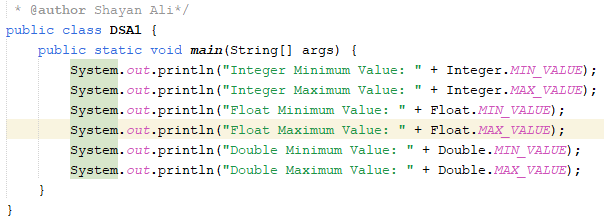 * @author Shayan Ali*/
public class DSA1 {
public static void main(String[] args) {
System.out.println("Integer Minimum Value: " + Integer.MIN_VALUE);
System.out.println("Integer Maximum Value: " + Integer.MAX_VALUE);
System.out.println("Float Minimum Value: " + Float.MIN_VALUE);
System.out.println("Float Maximum Value: " + Float.MAX_VALUE);
System.out.println("Double Minimum Value: " + Double.MIN_VALUE);
System.out.println("Double Maximum Value: " + Double.MAX_VALUE);
}
}